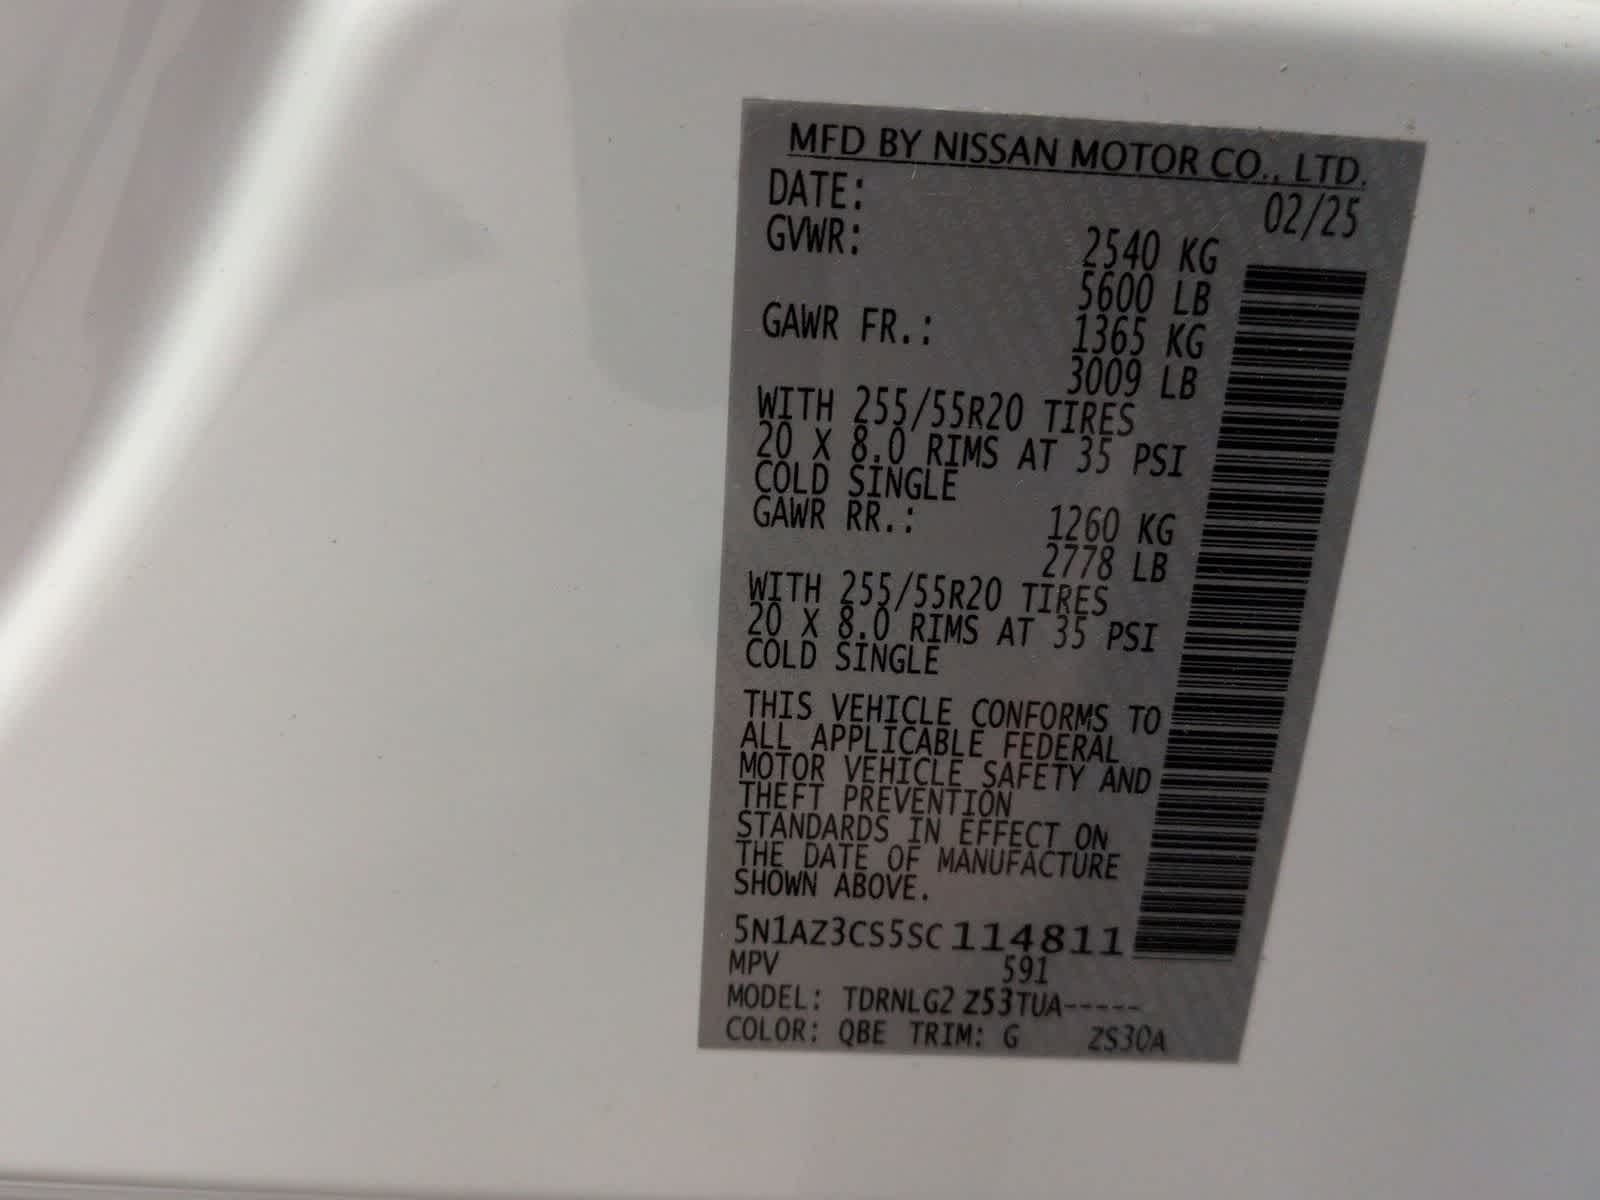 MFD BY NISSAN MOTOR CO., LTD.
DATE: 02/25
GVWR: 2540 KG
5600 LB
GAWR FR.: 1365 KG
3009 LB
WITH 255/55R20 TIRES
20 X 8.0 RIMS AT 35 PSI
COLD SINGLE
GAWR RR.: 1260 KG
2778 LB
WITH 255/55R20 TIRES
20 X 8.0 RIMS AT 35 PSI
COLD SINGLE
THIS VEHICLE CONFORMS TO
ALL APPLICABLE FEDERAL
MOTOR VEHICLE SAFETY AND
THEFT PREVENTION
STANDARDS IN EFFECT ON
THE DATE OF MANUFACTURE
SHOWN ABOVE.
5N1AZ3CS5SC114811
MPV 591
MODEL: TDRNLG2 Z53TUA-----
COLOR: QBE TRIM: G ZS30A